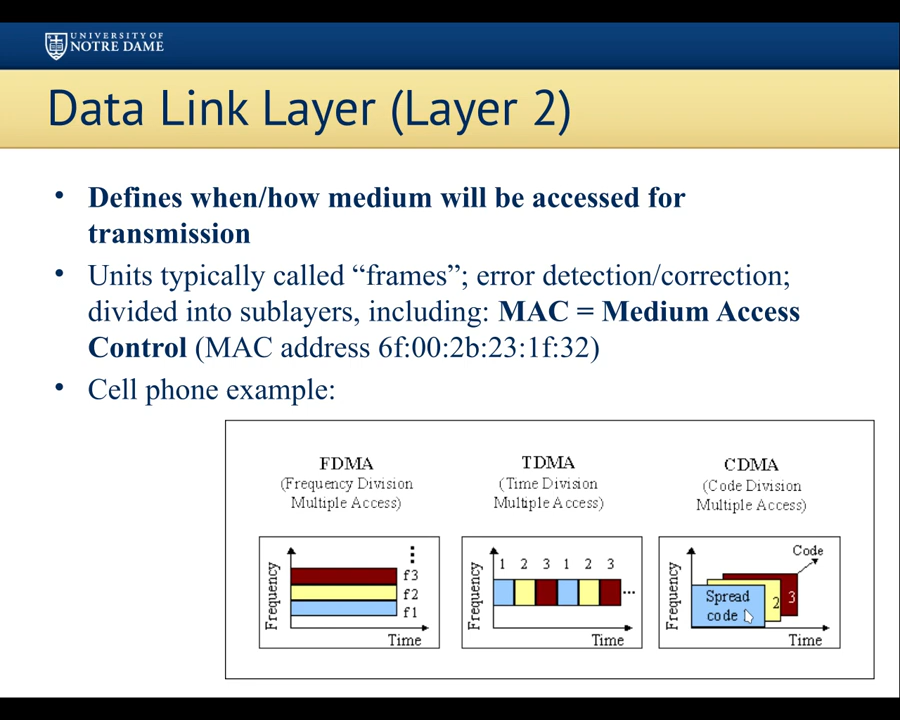 UNIVERSITY OF
NOTRE DAME
Data Link Layer (Layer 2)
• Defines when/how medium will be accessed for
transmission
• Units typically called “frames”; error detection/correction;
divided into sublayers, including: MAC = Medium Access
Control (MAC address 6f:00:2b:23:1f:32)
• Cell phone example:
FDMA
(Frequency Division
Multiple Access)
Frequency
f3
f2
f1
Time
TDMA
(Time Division
Multiple Access)
Frequency
1 2 3 1 2 3
...
Time
CDMA
(Code Division
Multiple Access)
Code
Frequency
Spread
code
2
3
Time